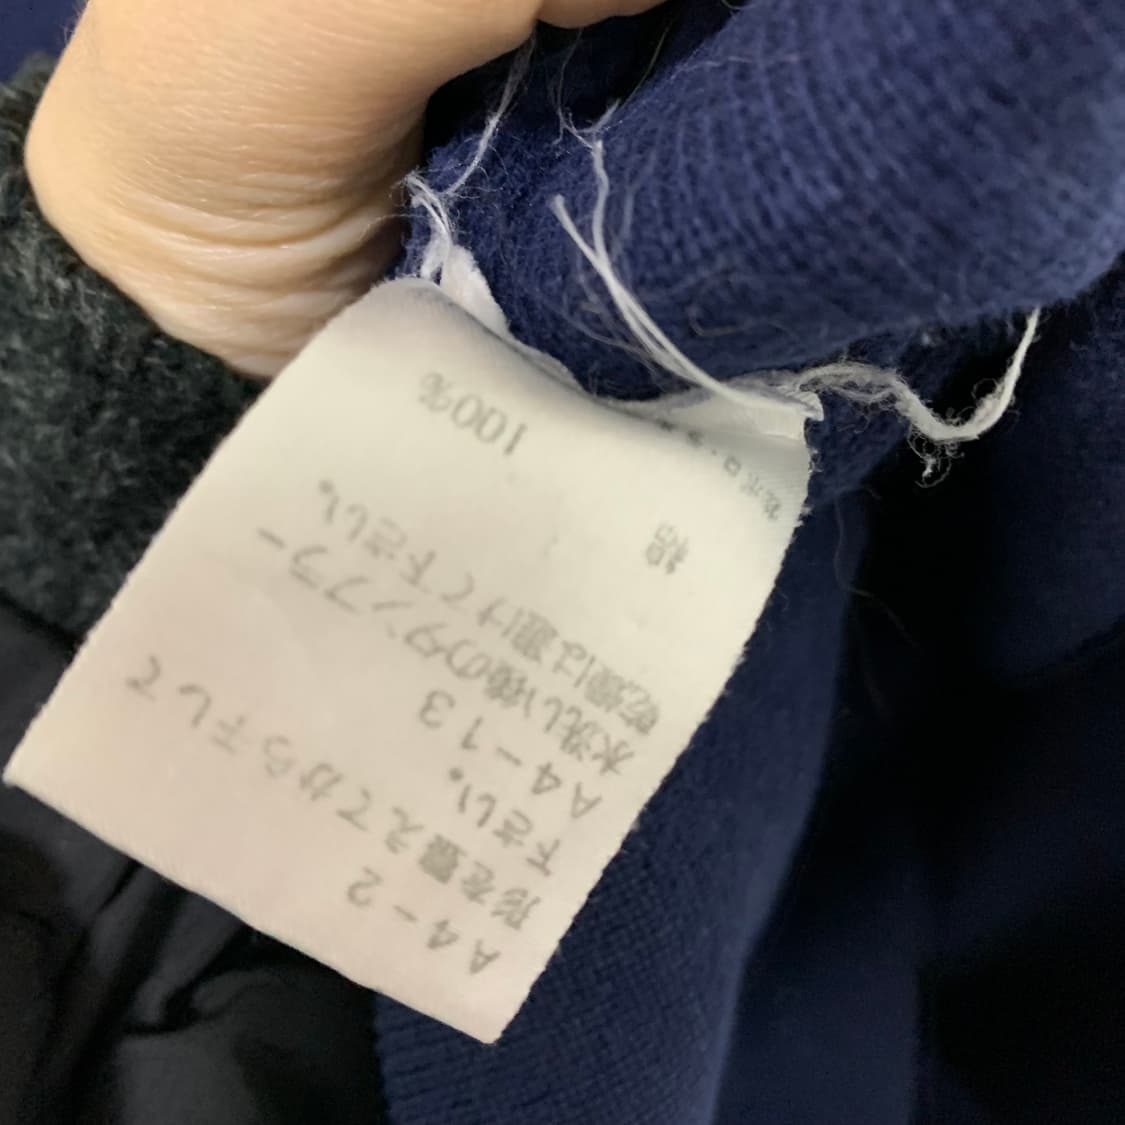 A4-2
形を整えてから干して
下さい。
A4-13
水洗い後のタンブラー
乾燥は避けて下さい。
綿 100%